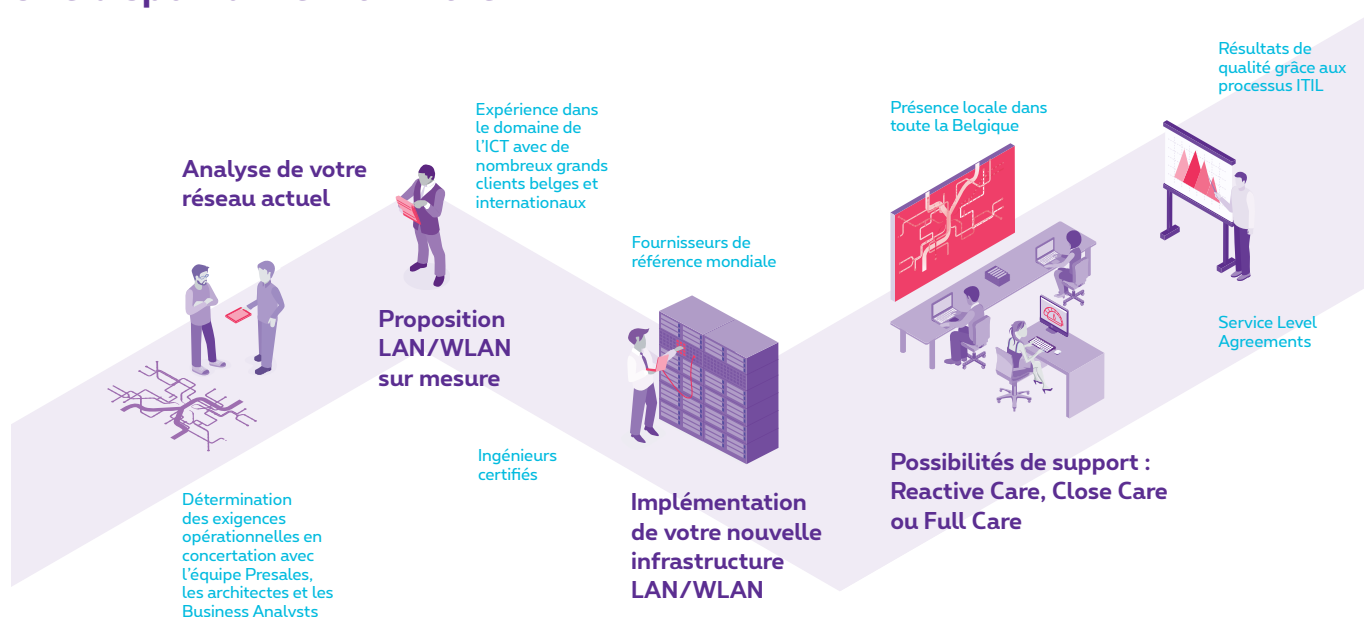 Analyse de votre
réseau actuel
Détermination
des exigences
opérationnelles en
concertation avec
l'équipe Presales,
les architectes et les
Business Analysts
Expérience dans
le domaine de
l'ICT avec de
nombreux grands
clients belges et
internationaux
Proposition
LAN/WLAN
sur mesure
Ingénieurs
certifiés
Fournisseurs de
référence mondiale
Implémentation
de votre nouvelle
infrastructure
LAN/WLAN
Présence locale dans
toute la Belgique
Possibilités de support :
Reactive Care, Close Care
ou Full Care
Résultats de
qualité grâce aux
processus ITIL
Service Level
Agreements